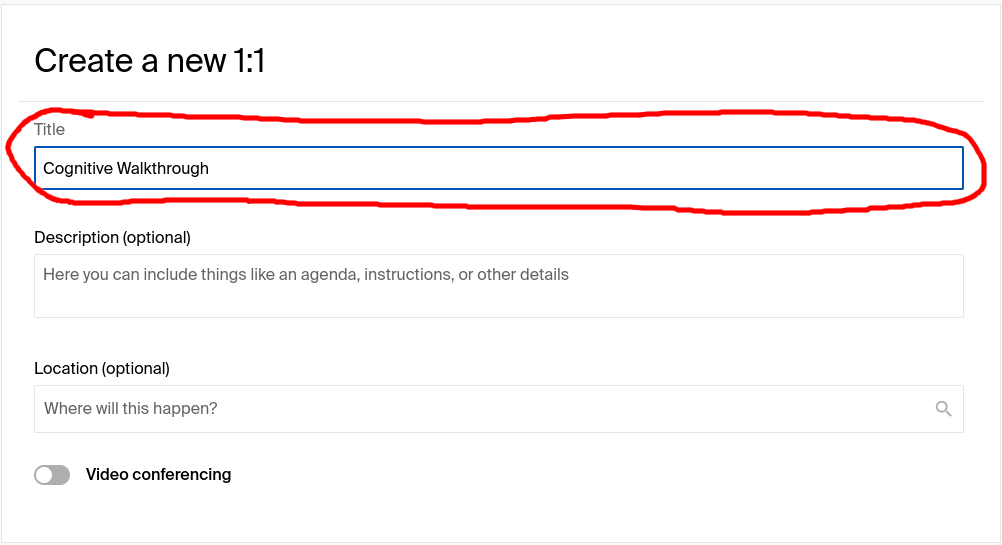 Create a new 1:1
Title
Cognitive Walkthrough
Description (optional)
Here you can include things like an agenda, instructions, or other details
Location (optional)
Where will this happen?
Video conferencing